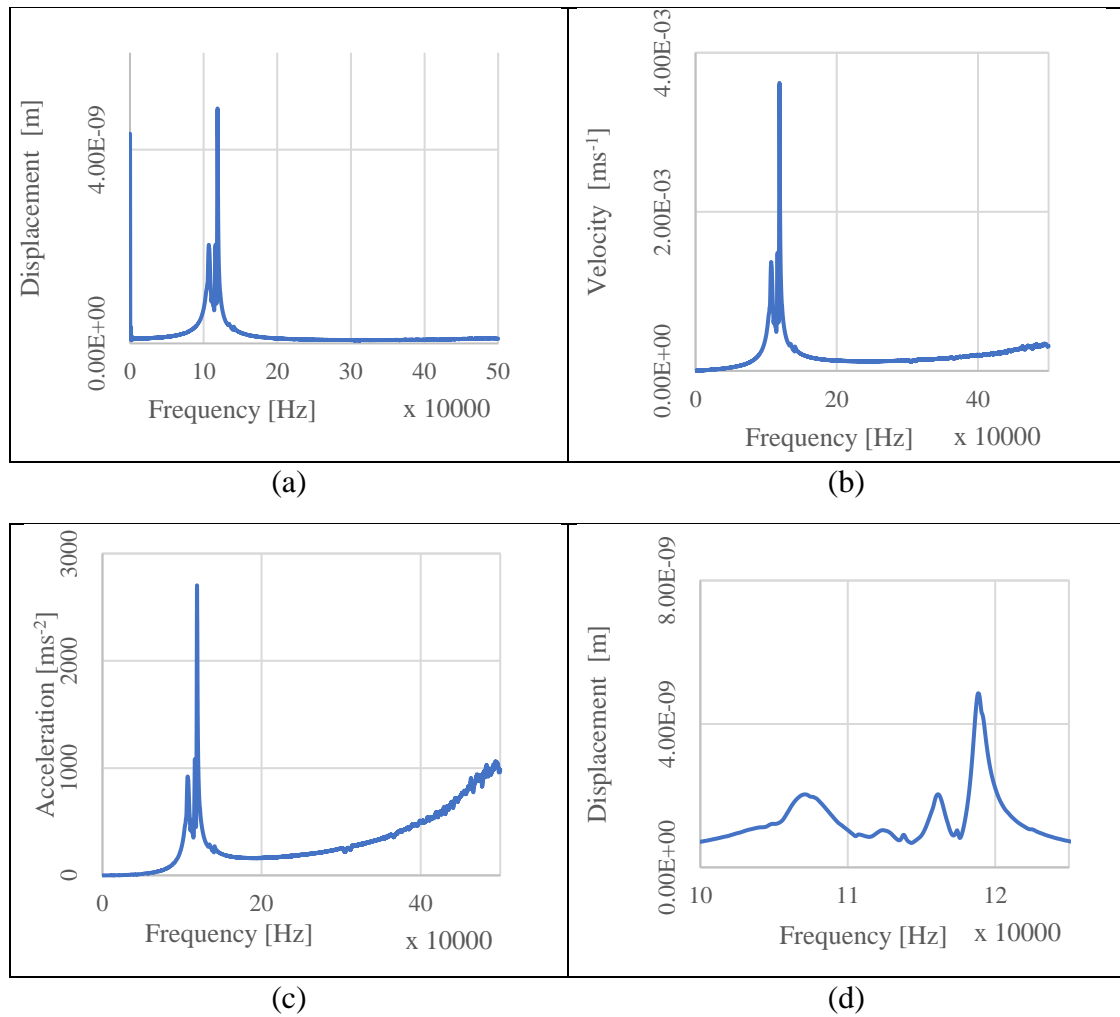 Displacement [m]
4.00E-09
0.00E+00
0 10 20 30 40 50
Frequency [Hz] x 10000
(a)
Velocity [ms-1]
4.00E-03
2.00E-03
0.00E+00
0 20 40
Frequency [Hz] x 10000
(b)
Acceleration [ms-2]
3000
2000
1000
0
0 20 40
Frequency [Hz] x 10000
(c)
Displacement [m]
8.00E-09
4.00E-09
0.00E+00
10 11 12
Frequency [Hz] x 10000
(d)